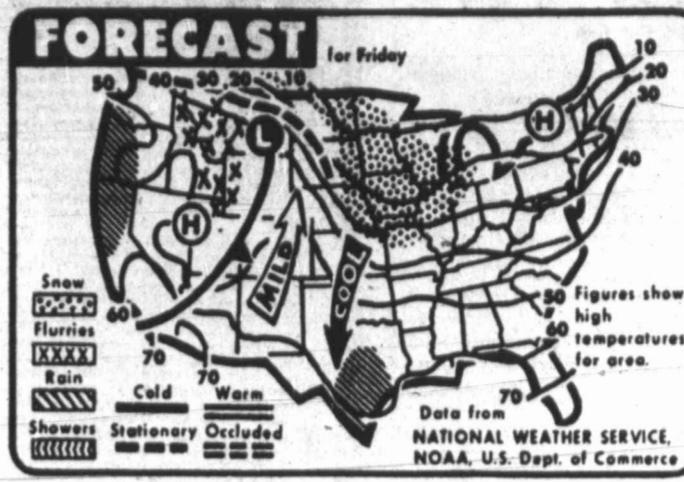 FORECAST
for Friday
50
40
30
20
10
10
20
30
40
L
H
H
MILD
COOL
60
70
70
50
60
70
Snow
Flurries
Rain
Showers
Cold
Warm
Stationary
Occluded
Figures show
high
temperatures
for area.
Data from
NATIONAL WEATHER SERVICE,
NOAA, U.S. Dept. of Commerce